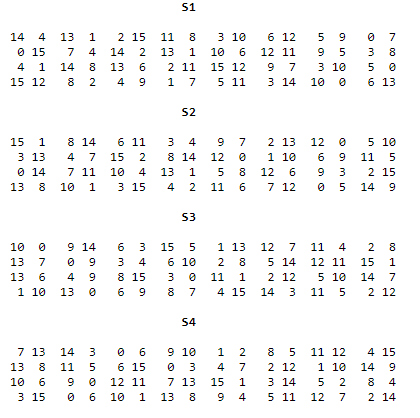 S1
14 4 13 1 2 15 11 8 3 10 6 12 5 9 0 7
0 15 7 4 14 2 13 1 10 6 12 11 9 5 3 8
4 1 14 8 13 6 2 11 15 12 9 7 3 10 5 0
15 12 8 2 4 9 1 7 5 11 3 14 10 0 6 13
S2
15 1 8 14 6 11 3 4 9 7 2 13 12 0 5 10
3 13 4 7 15 2 8 14 12 0 1 10 6 9 11 5
0 14 7 11 10 4 13 1 5 8 12 6 9 3 2 15
13 8 10 1 3 15 4 2 11 6 7 12 0 5 14 9
S3
10 0 9 14 6 3 15 5 1 13 12 7 11 4 2 8
13 7 0 9 3 4 6 10 2 8 5 14 12 11 15 1
13 6 4 9 8 15 3 0 11 1 2 12 5 10 14 7
1 10 13 0 6 9 8 7 4 15 14 3 11 5 2 12
S4
7 13 14 3 0 6 9 10 1 2 8 5 11 12 4 15
13 8 11 5 6 15 0 3 4 7 2 12 1 10 14 9
10 6 9 0 12 11 7 13 15 1 3 14 5 2 8 4
3 15 0 6 10 1 13 8 9 4 5 11 12 7 2 14